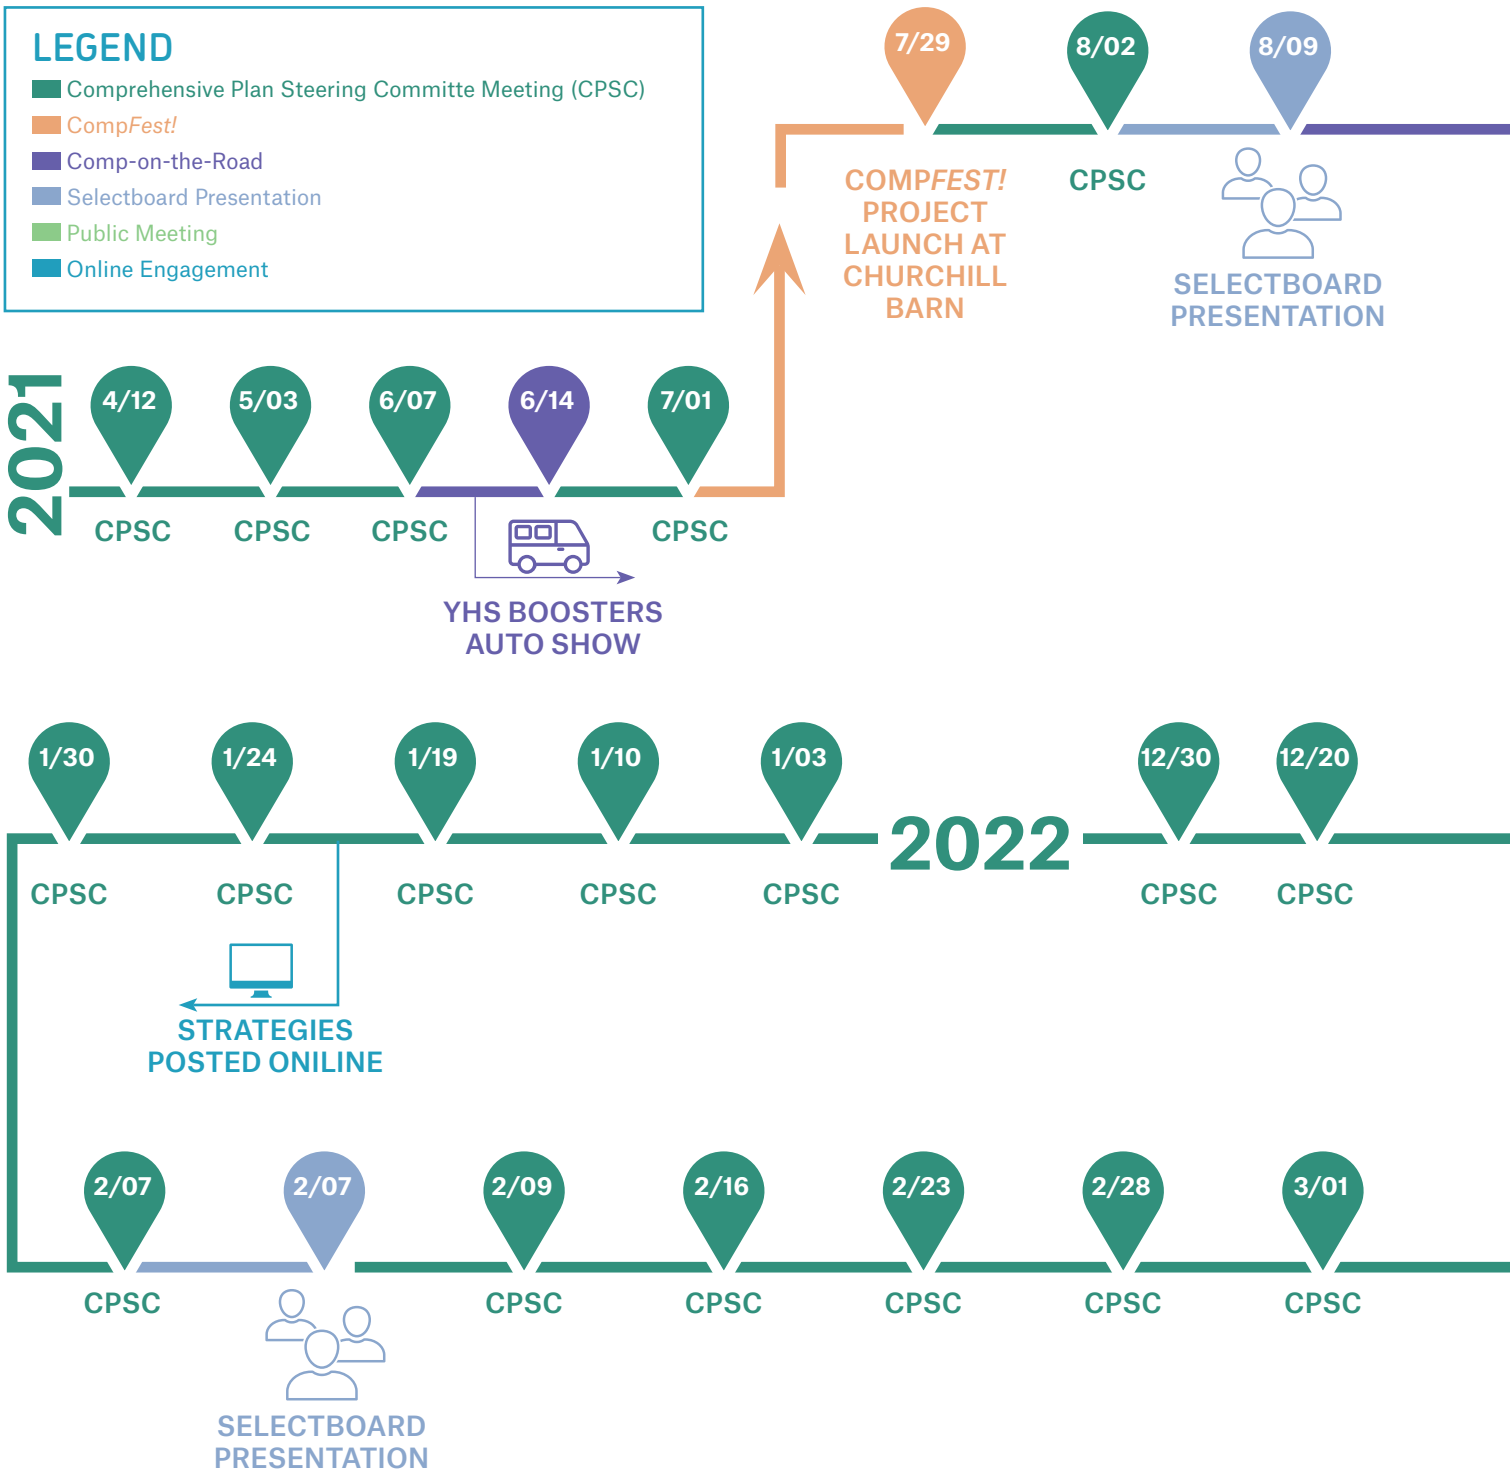 LEGEND
Comprehensive Plan Steering Committe Meeting (CPSC)
CompFest!
Comp-on-the-Road
Selectboard Presentation
Public Meeting
Online Engagement
7/29
8/02
8/09
COMPFEST!
PROJECT
LAUNCH AT
CHURCHILL
BARN
CPSC
SELECTBOARD
PRESENTATION
2021
4/12
5/03
6/07
6/14
7/01
CPSC
CPSC
CPSC
CPSC
YHS BOOSTERS
AUTO SHOW
1/30
1/24
1/19
1/10
1/03
12/30
12/20
2022
CPSC
CPSC
CPSC
CPSC
CPSC
CPSC
CPSC
STRATEGIES
POSTED ONILINE
2/07
2/07
2/09
2/16
2/23
2/28
3/01
CPSC
CPSC
CPSC
CPSC
CPSC
CPSC
SELECTBOARD
PRESENTATION